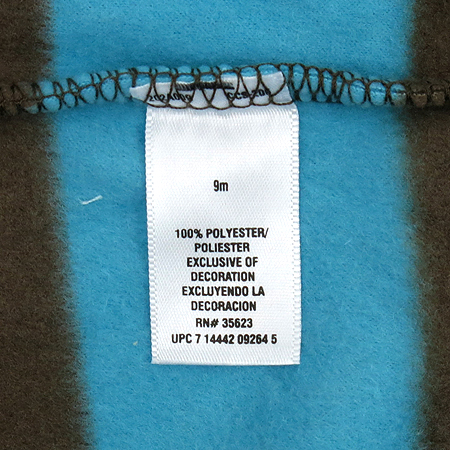 9m
100% POLYESTER/
POLIESTER
EXCLUSIVE OF
DECORATION
EXCLUYENDO LA
DECORACION
RN# 35623
UPC 7 14442 09264 5